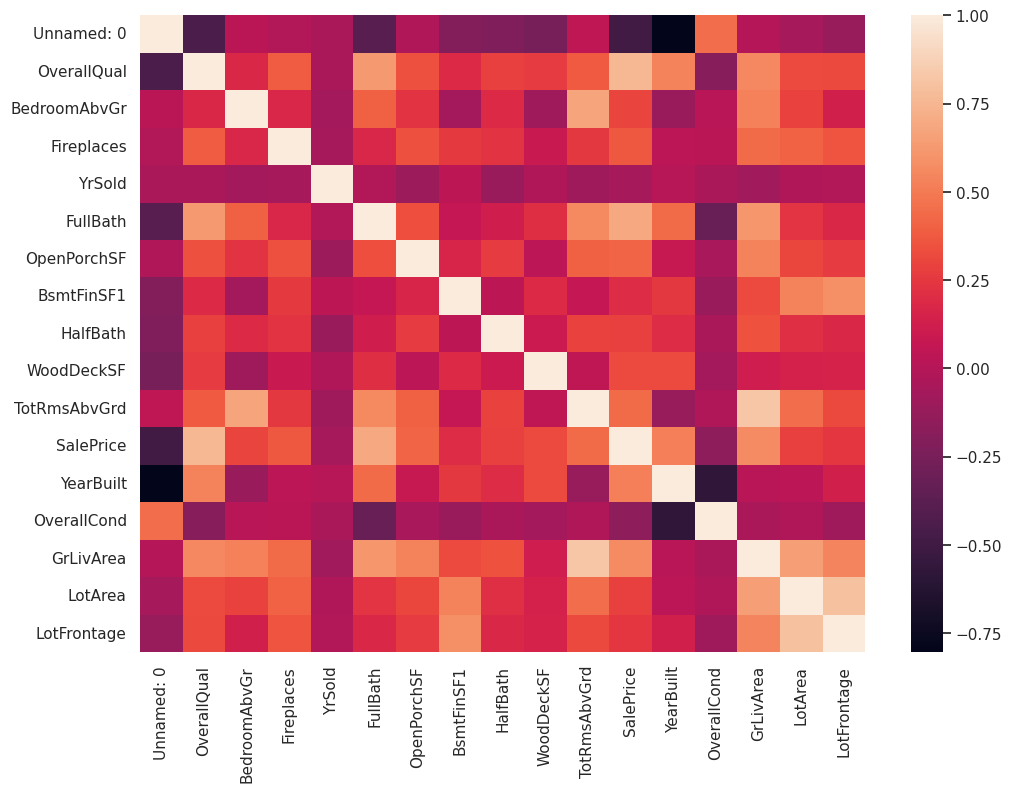 Unnamed: 0
OverallQual
BedroomAbvGr
Fireplaces
YrSold
FullBath
OpenPorchSF
BsmtFinSF1
HalfBath
WoodDeckSF
TotRmsAbvGrd
SalePrice
YearBuilt
OverallCond
GrLivArea
LotArea
LotFrontage
Unnamed: 0
OverallQual
BedroomAbvGr
Fireplaces
YrSold
FullBath
OpenPorchSF
BsmtFinSF1
HalfBath
WoodDeckSF
TotRmsAbvGrd
SalePrice
YearBuilt
OverallCond
GrLivArea
LotArea
LotFrontage
1.00
0.75
0.50
0.25
0.00
−0.25
−0.50
−0.75